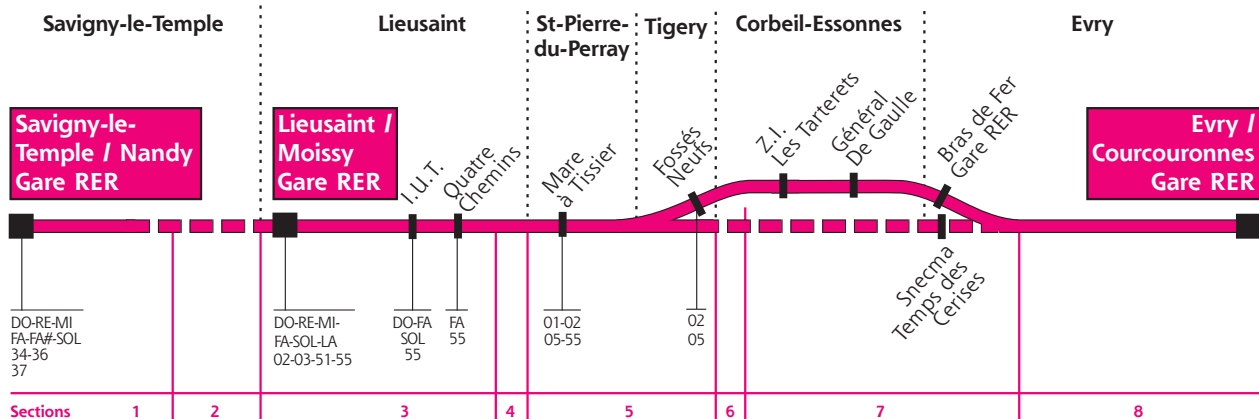 Savigny-le-Temple
Lieusaint
St-Pierre-
du-Perray
Tigery
Corbeil-Essonnes
Evry
Savigny-le-
Temple / Nandy
Gare RER
Lieusaint /
Moissy
Gare RER
I.U.T.
Quatre
Chemins
Mare
à Tissier
Fossés
Neufs
Z.I.
Les Tarterets
Général
De Gaulle
Bras de Fer
Gare RER
Evry /
Courcouronnes
Gare RER
Snecma
Temps des
Cerises
DO-RE-MI
FA-FA#-SOL
34-36
37
DO-RE-MI-
FA-SOL-LA
02-03-51-55
DO-FA
SOL
55
FA
55
01-02
05-55
02
05
Sections 1 2 3 4 5 6 7 8